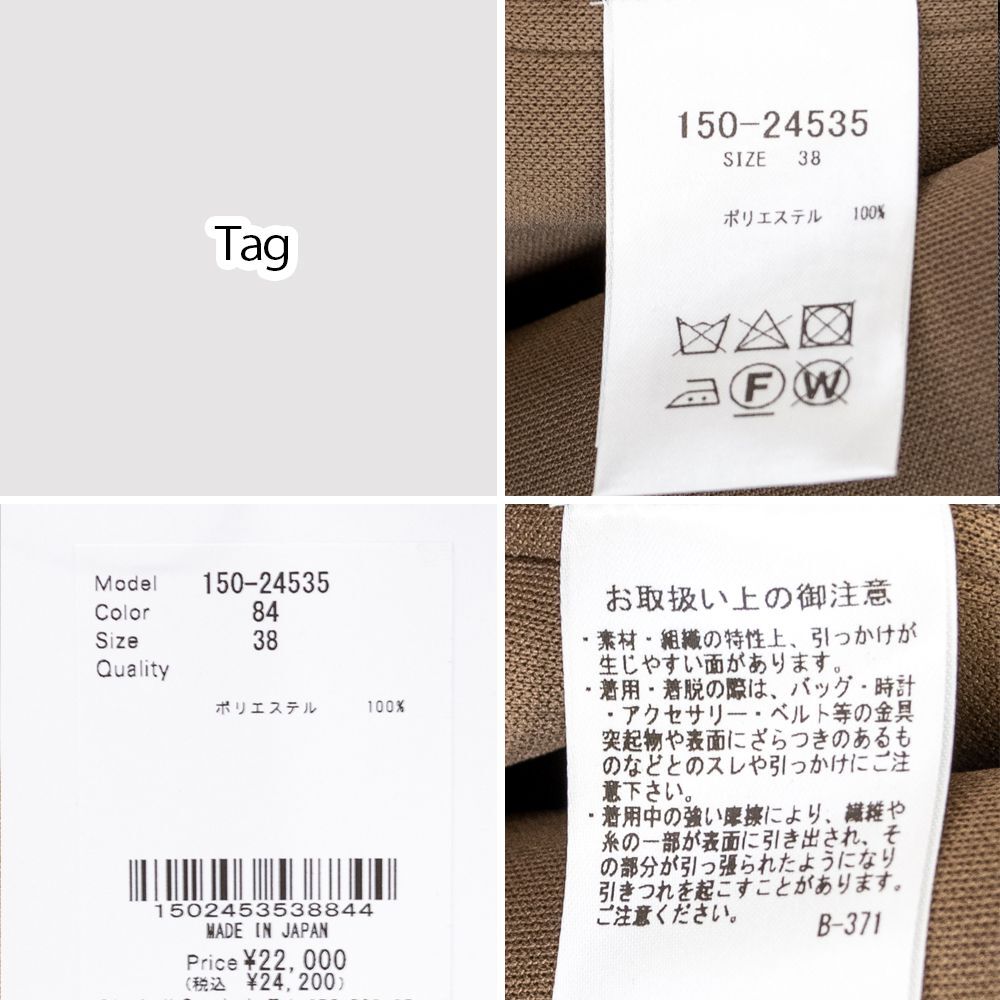 Tag
150-24535
SIZE 38
ポリエステル 100%
F W
Model 150-24535
Color 84
Size 38
Quality
ポリエステル 100%
1502453538844
MADE IN JAPAN
Price ¥22,000
(税込 ¥24,200)
お取扱い上の御注意
・素材・組織の特性上、引っかけが
生じやすい面があります。
・着用・着脱の際は、バッグ・時計
・アクセサリー・ベルト等の金具
突起物や表面にざらつきのあるも
のなどとのスレや引っかけにご注
意下さい。
・着用中の強い摩擦により、繊維や
糸の一部が表面に引き出され、そ
の部分が引っ張られたようになり
引きつれを起こすことがあります。
ご注意ください。
B-371